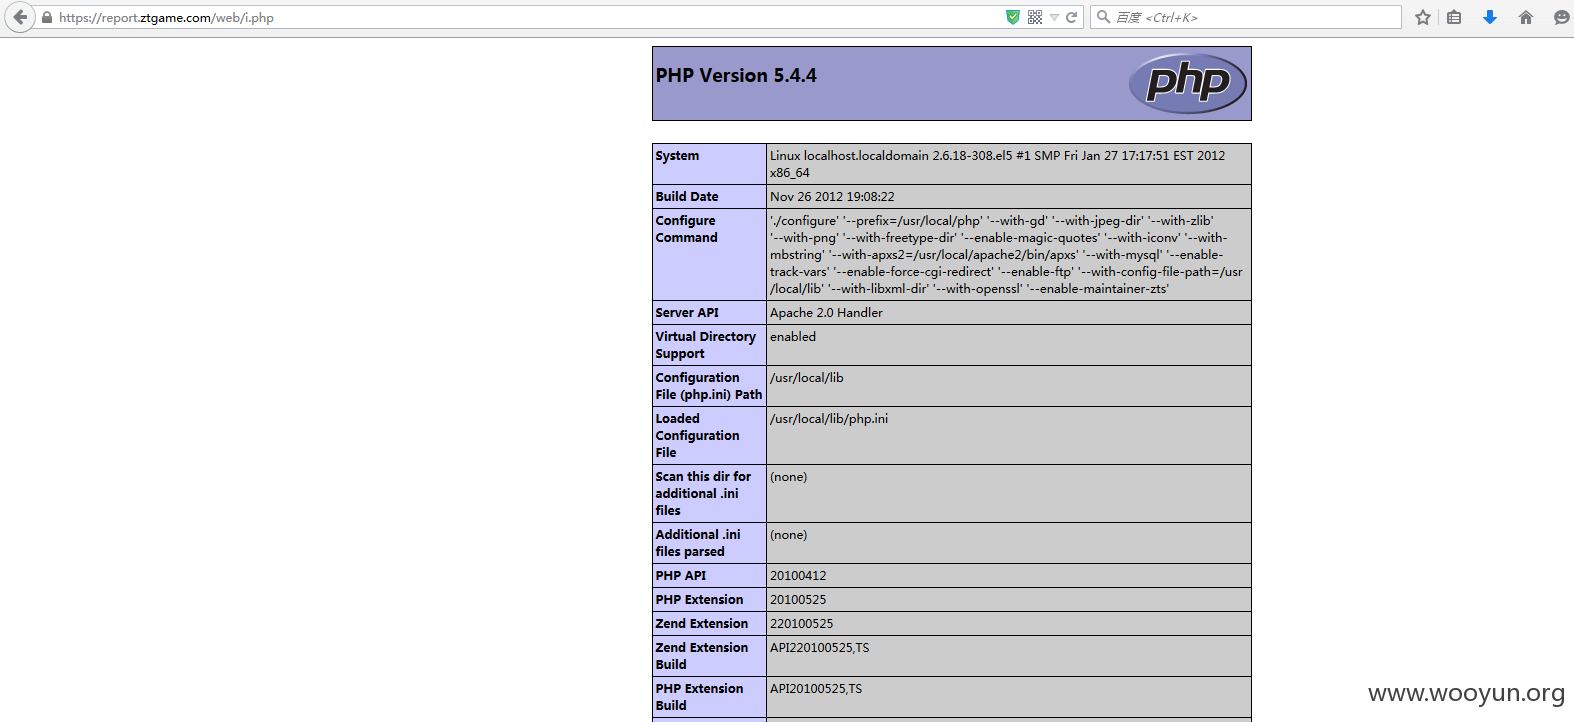 https://report.ztgame.com/web/i.php
百度 <Ctrl+K>
PHP Version 5.4.4
php
System
Linux localhost.localdomain 2.6.18-308.el5 #1 SMP Fri Jan 27 17:17:51 EST 2012
x86_64
Build Date
Nov 26 2012 19:08:22
Configure
Command
'./configure' '--prefix=/usr/local/php' '--with-gd' '--with-jpeg-dir' '--with-zlib'
'--with-png' '--with-freetype-dir' '--enable-magic-quotes' '--with-iconv' '--with-
mbstring' '--with-apxs2=/usr/local/apache2/bin/apxs' '--with-mysql' '--enable-
track-vars' '--enable-force-cgi-redirect' '--enable-ftp' '--with-config-file-path=/usr
/local/lib' '--with-libxml-dir' '--with-openssl' '--enable-maintainer-zts'
Server API
Apache 2.0 Handler
Virtual Directory
Support
enabled
Configuration
File (php.ini) Path
/usr/local/lib
Loaded
Configuration
File
/usr/local/lib/php.ini
Scan this dir for
additional .ini
files
(none)
Additional .ini
files parsed
(none)
PHP API
20100412
PHP Extension
20100525
Zend Extension
220100525
Zend Extension
Build
API220100525,TS
PHP Extension
Build
API20100525,TS
www.wooyun.org